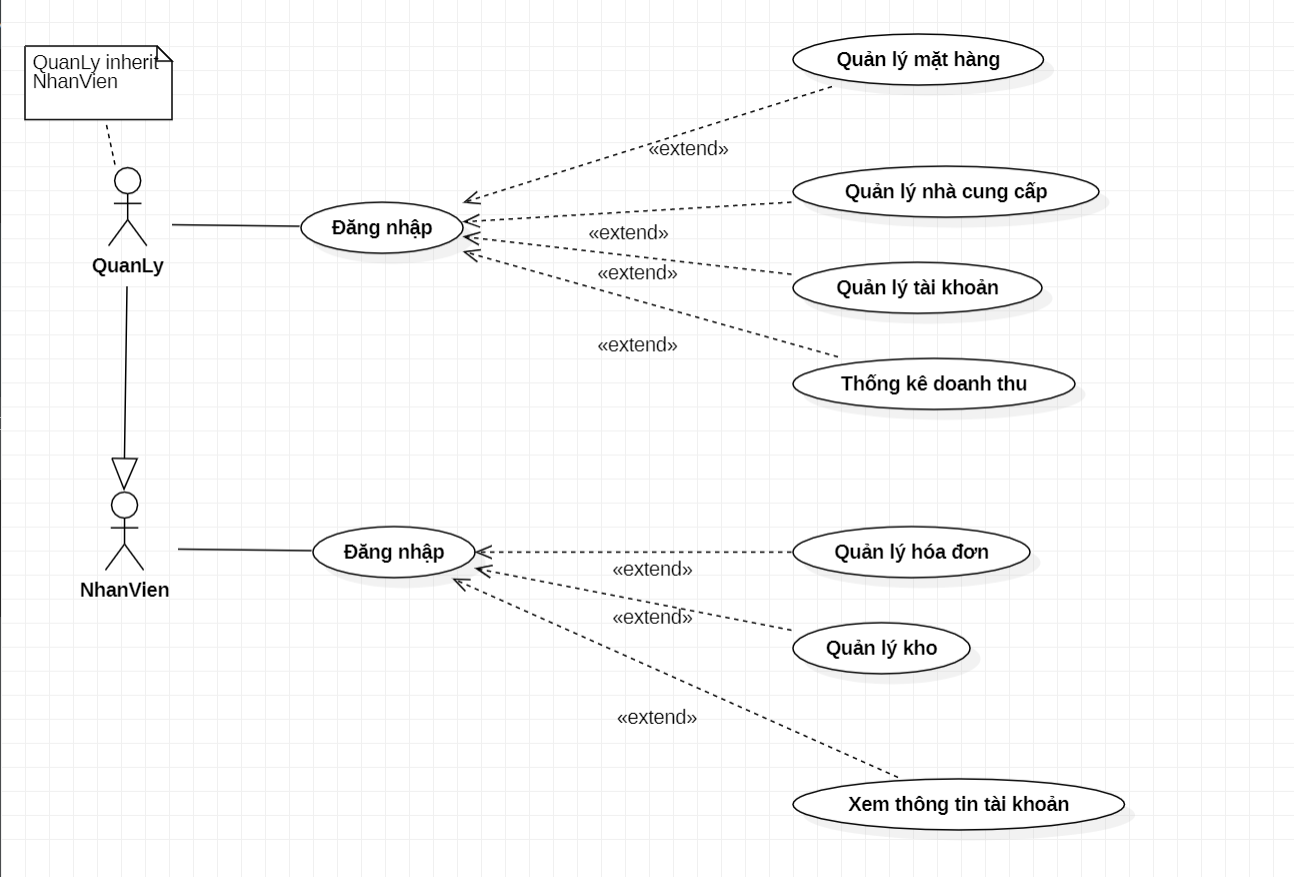 QuanLy inherit
NhanVien
Quản lý mặt hàng
«extend»
Quản lý nhà cung cấp
Đăng nhập
«extend»
QuanLy
«extend»
Quản lý tài khoản
«extend»
Thống kê doanh thu
Đăng nhập
Quản lý hóa đơn
«extend»
NhanVien
«extend»
Quản lý kho
«extend»
Xem thông tin tài khoản